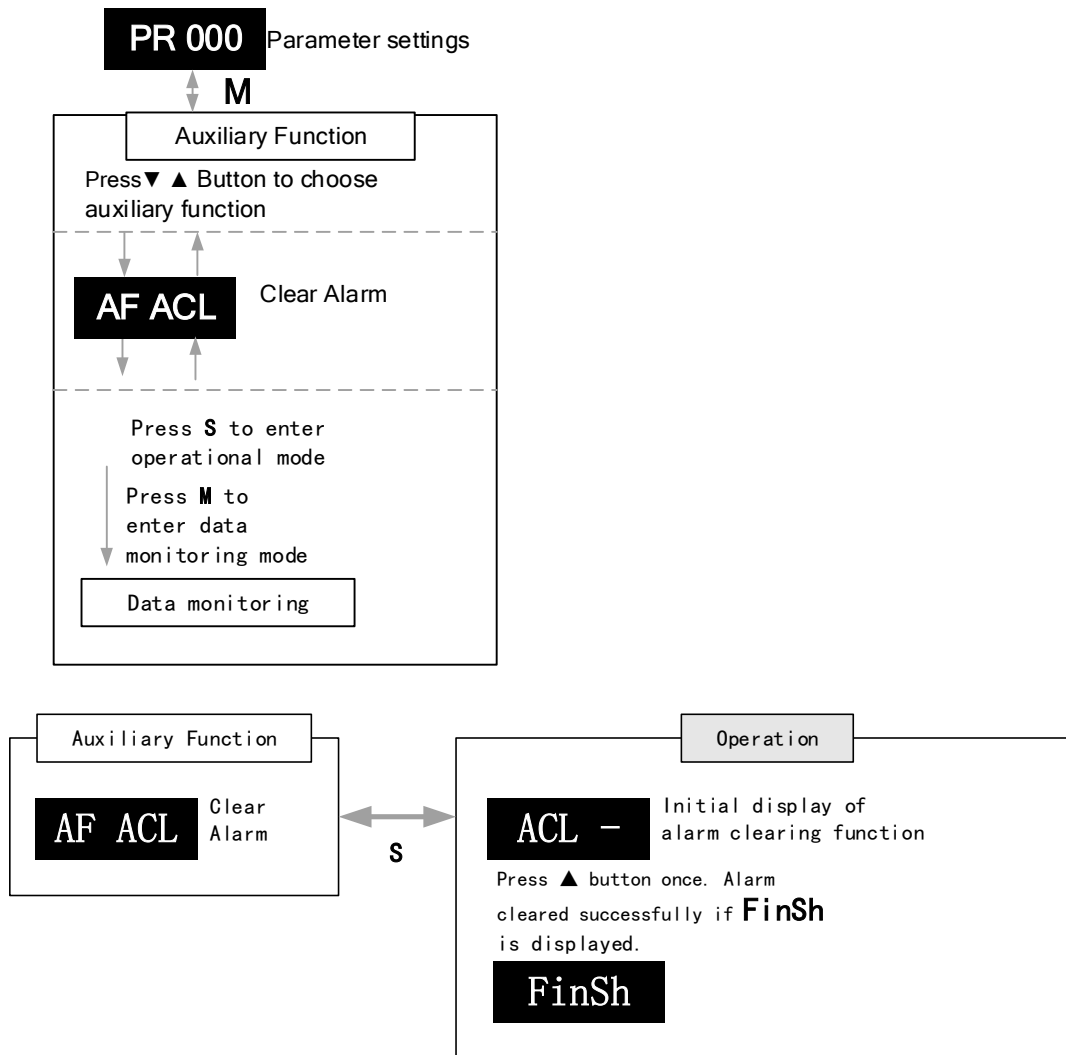 PR 000 Parameter settings
M
Auxiliary Function
Press▼ ▲ Button to choose
auxiliary function
AF ACL
Clear Alarm
Press S to enter
operational mode
Press M to
enter data
monitoring mode
Data monitoring
Auxiliary Function
AF ACL
Clear
Alarm
S
Operation
ACL -
Initial display of
alarm clearing function
Press ▲ button once. Alarm
cleared successfully if FinSh
is displayed.
FinSh